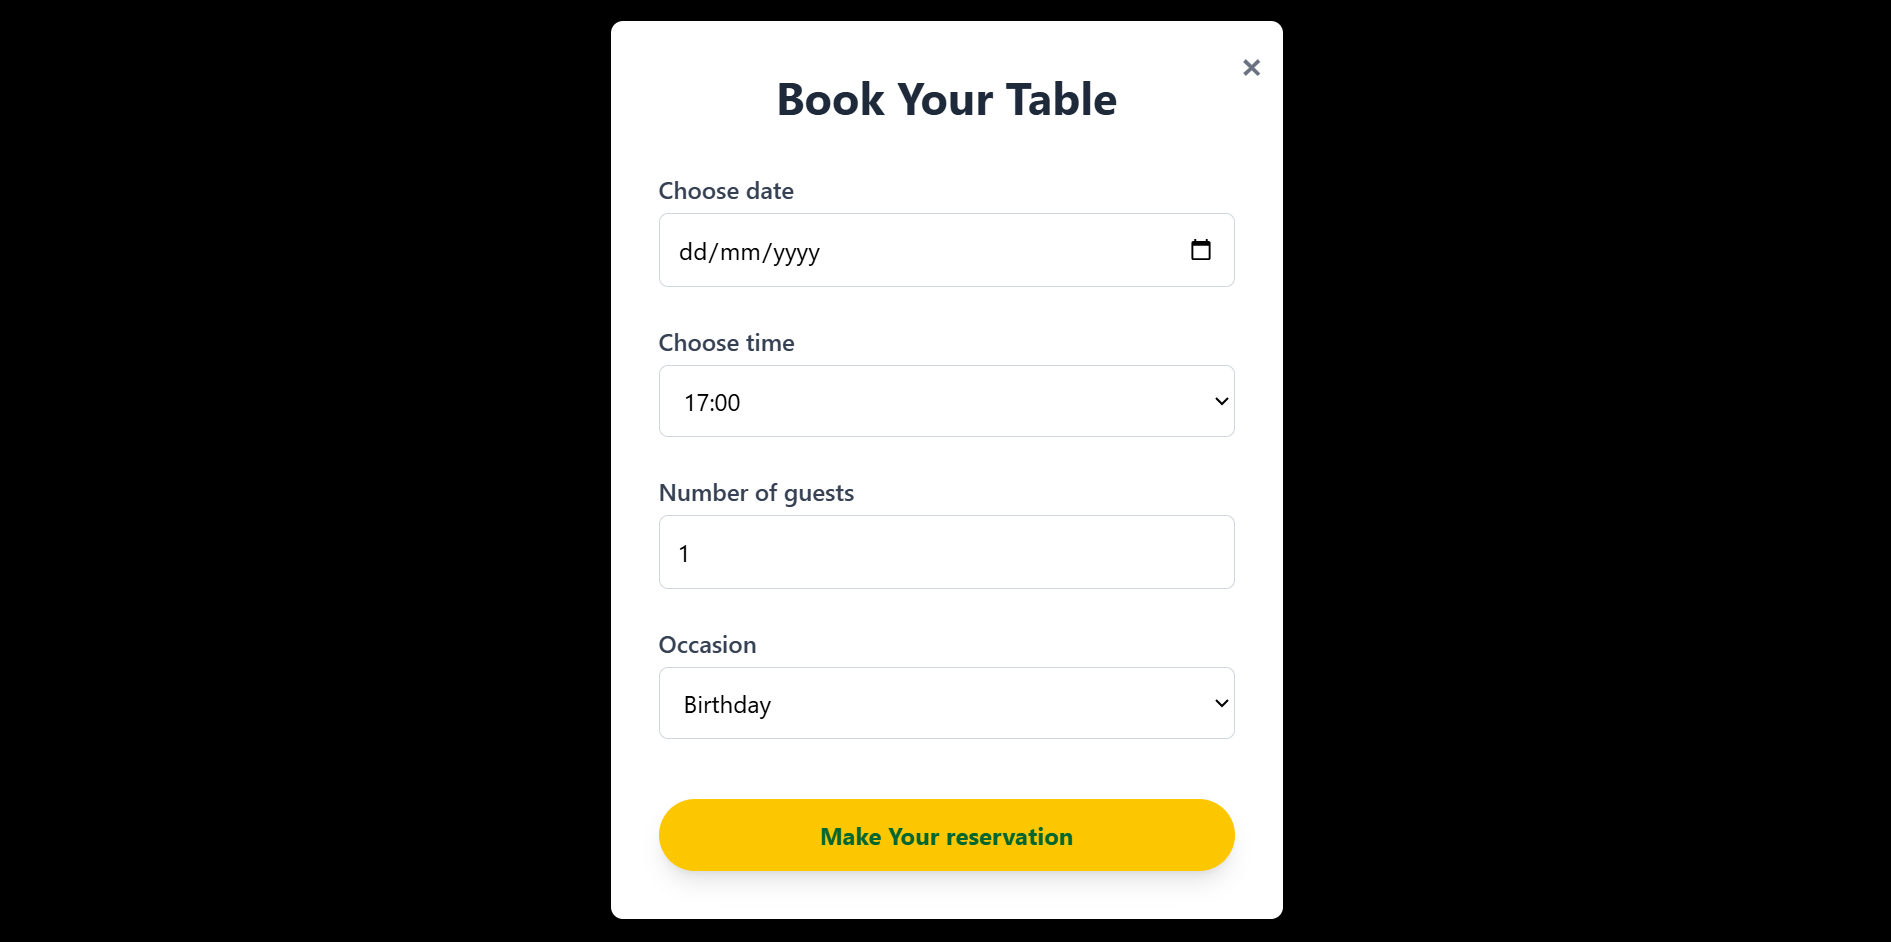 ×
Book Your Table
Choose date
dd/mm/yyyy
Choose time
17:00
Number of guests
1
Occasion
Birthday
Make Your reservation